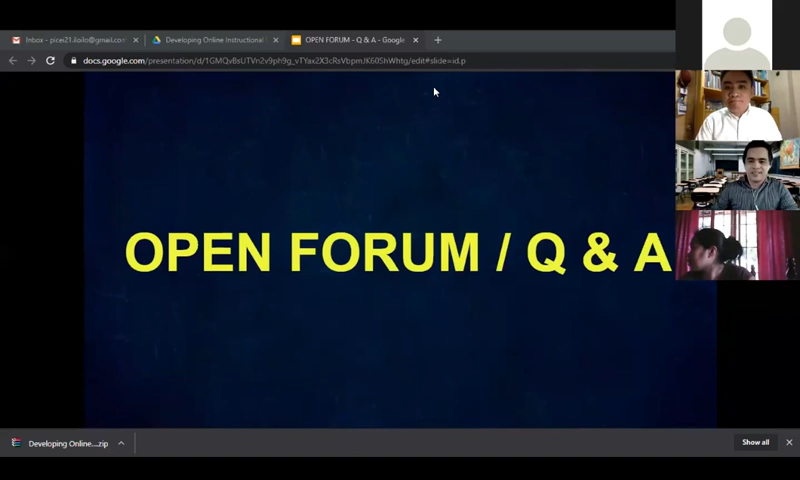 Inbox - picei21.iloilo@gmail.com
Developing Online Instructional
OPEN FORUM - Q & A - Google
docs.google.com/presentation/d/1GMQvBsUTVn2v9ph9g_vTYax2X3cRsVbpmJK60ShWhtg/edit#slide=id.p
OPEN FORUM / Q & A
Developing Online....zip
Show all